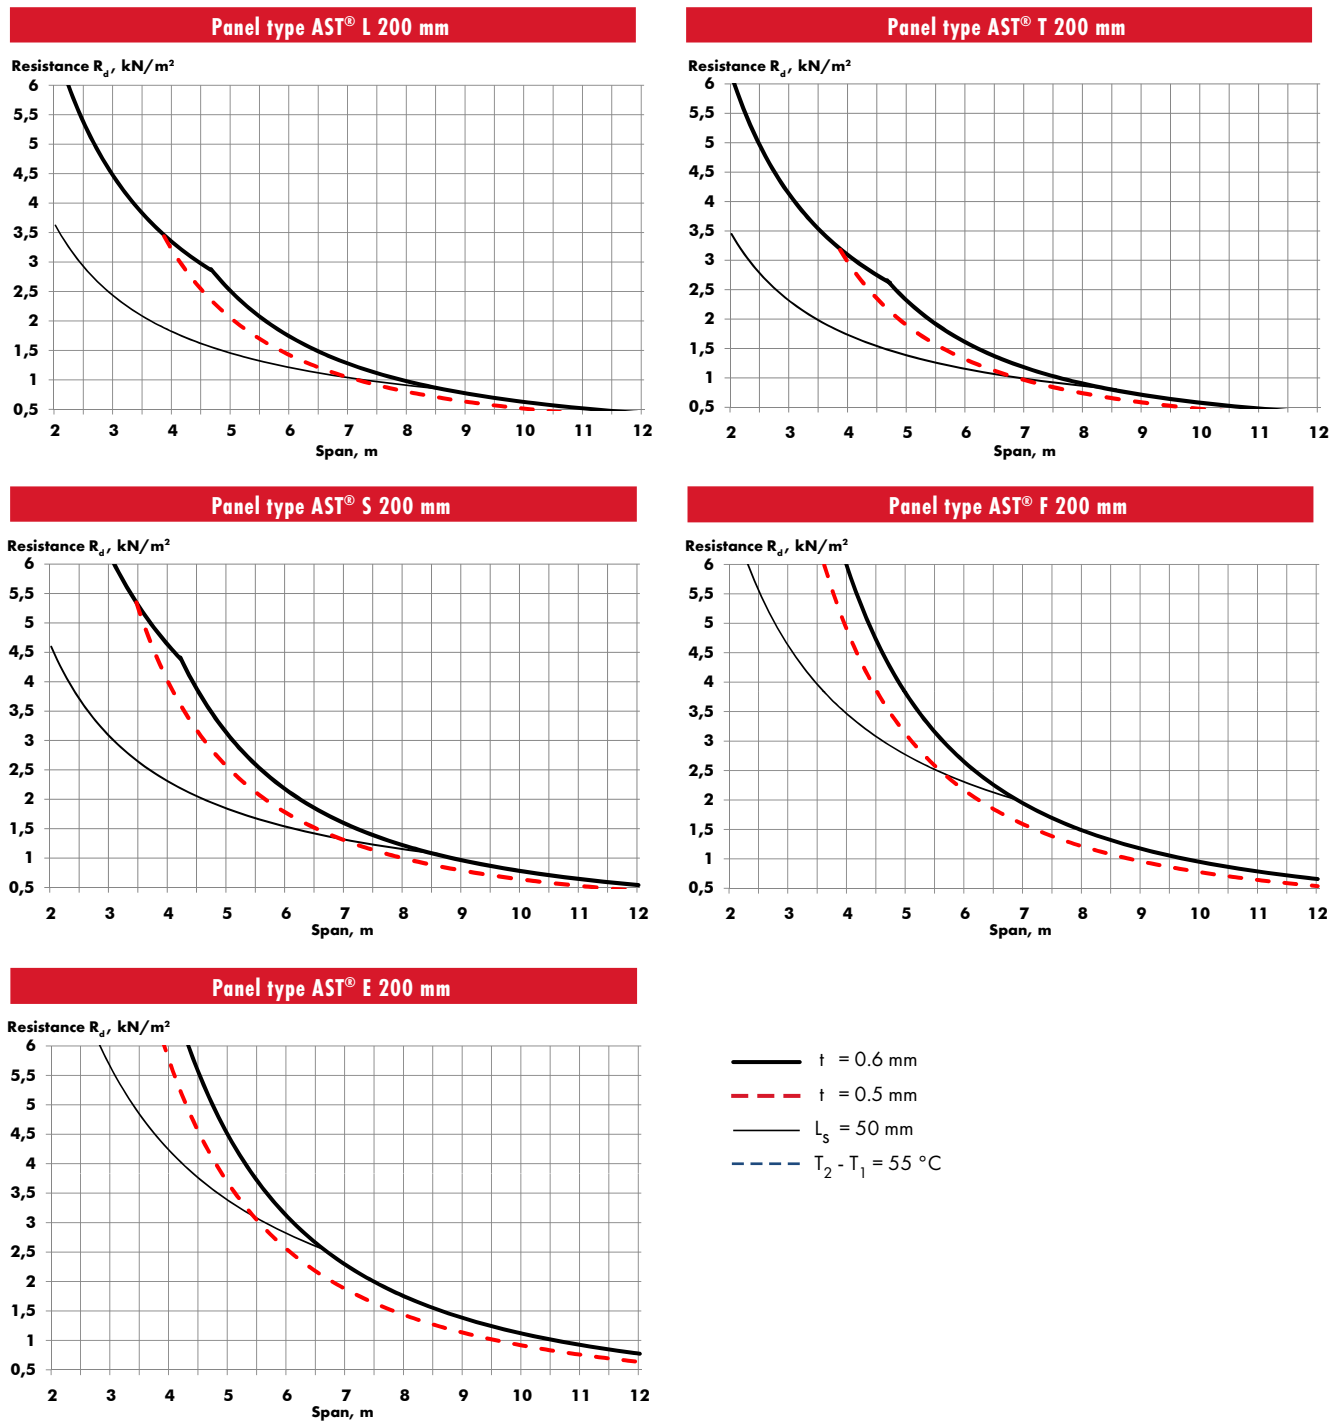 Panel type AST® L 200 mm
Resistance R_d, kN/m²
6
5,5
5
4,5
4
3,5
3
2,5
2
1,5
1
0,5
2 3 4 5 6 7 8 9 10 11 12
Span, m
Panel type AST® T 200 mm
Resistance R_d, kN/m²
6
5,5
5
4,5
4
3,5
3
2,5
2
1,5
1
0,5
2 3 4 5 6 7 8 9 10 11 12
Span, m
Panel type AST® S 200 mm
Resistance R_d, kN/m²
6
5,5
5
4,5
4
3,5
3
2,5
2
1,5
1
0,5
2 3 4 5 6 7 8 9 10 11 12
Span, m
Panel type AST® F 200 mm
Resistance R_d, kN/m²
6
5,5
5
4,5
4
3,5
3
2,5
2
1,5
1
0,5
2 3 4 5 6 7 8 9 10 11 12
Span, m
Panel type AST® E 200 mm
Resistance R_d, kN/m²
6
5,5
5
4,5
4
3,5
3
2,5
2
1,5
1
0,5
2 3 4 5 6 7 8 9 10 11 12
Span, m
t = 0.6 mm
t = 0.5 mm
L_S = 50 mm
T_2 - T_1 = 55 °C